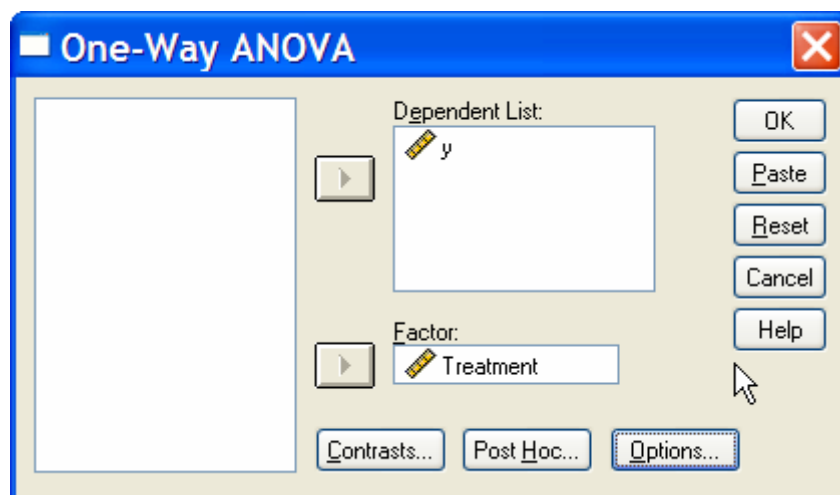 One-Way ANOVA
Dependent List:
y
Factor:
Treatment
Contrasts...
Post Hoc...
Options...
OK
Paste
Reset
Cancel
Help